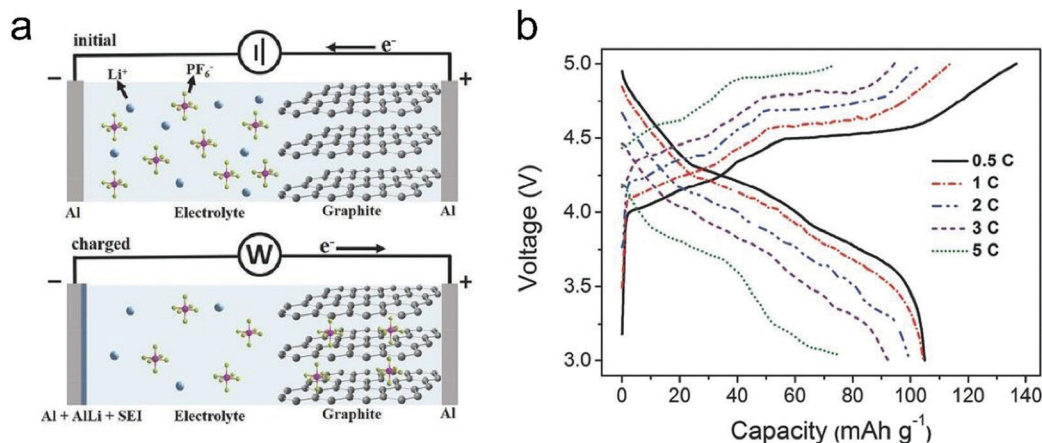 a
initial
e⁻
− +
Li⁺ PF₆⁻
Al Electrolyte Graphite Al
charged
W
e⁻
− +
Al + AlLi + SEI Electrolyte Graphite Al
b
5.0
4.5
4.0
3.5
3.0
Voltage (V)
0.5 C
1 C
2 C
3 C
5 C
0 20 40 60 80 100 120 140
Capacity (mAh g⁻¹)